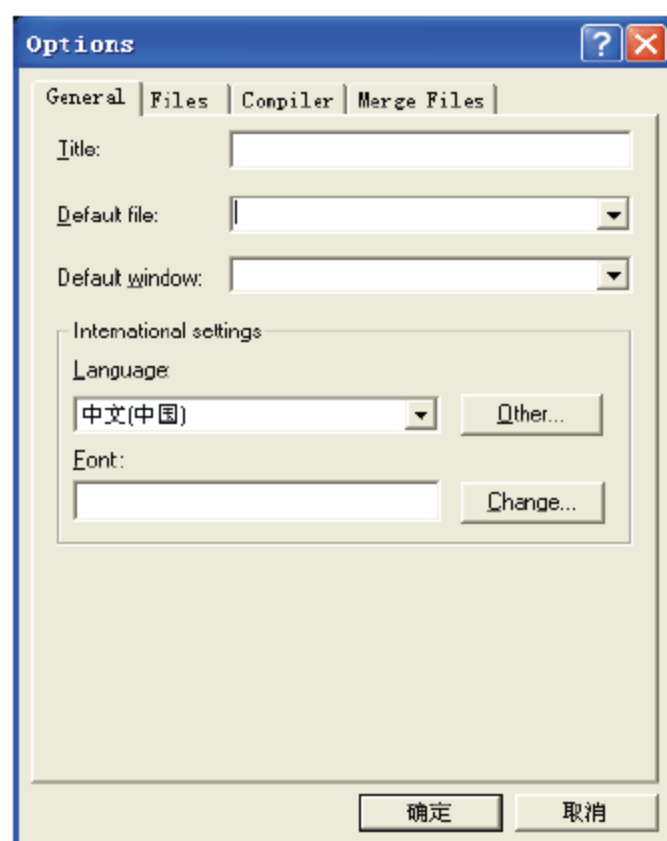 Options
General Files Compiler Merge Files
Title:
Default file:
Default window:
International settings
Language:
中文(中国) Other...
Font:
Change...
确定 取消